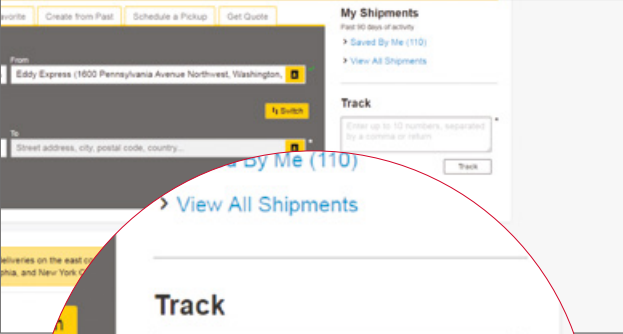 avorite
Create from Past
Schedule a Pickup
Get Quote
From
Eddy Express (1600 Pennsylvania Avenue Northwest, Washington,
Switch
To
Street address, city, postal code, country...
My Shipments
Past 90 days of activity
Saved By Me (110)
View All Shipments
Track
Enter up to 10 numbers, separated
by a comma or return
Track
By Me (110)
View All Shipments
Track
deliveries on the east
phia, and New York